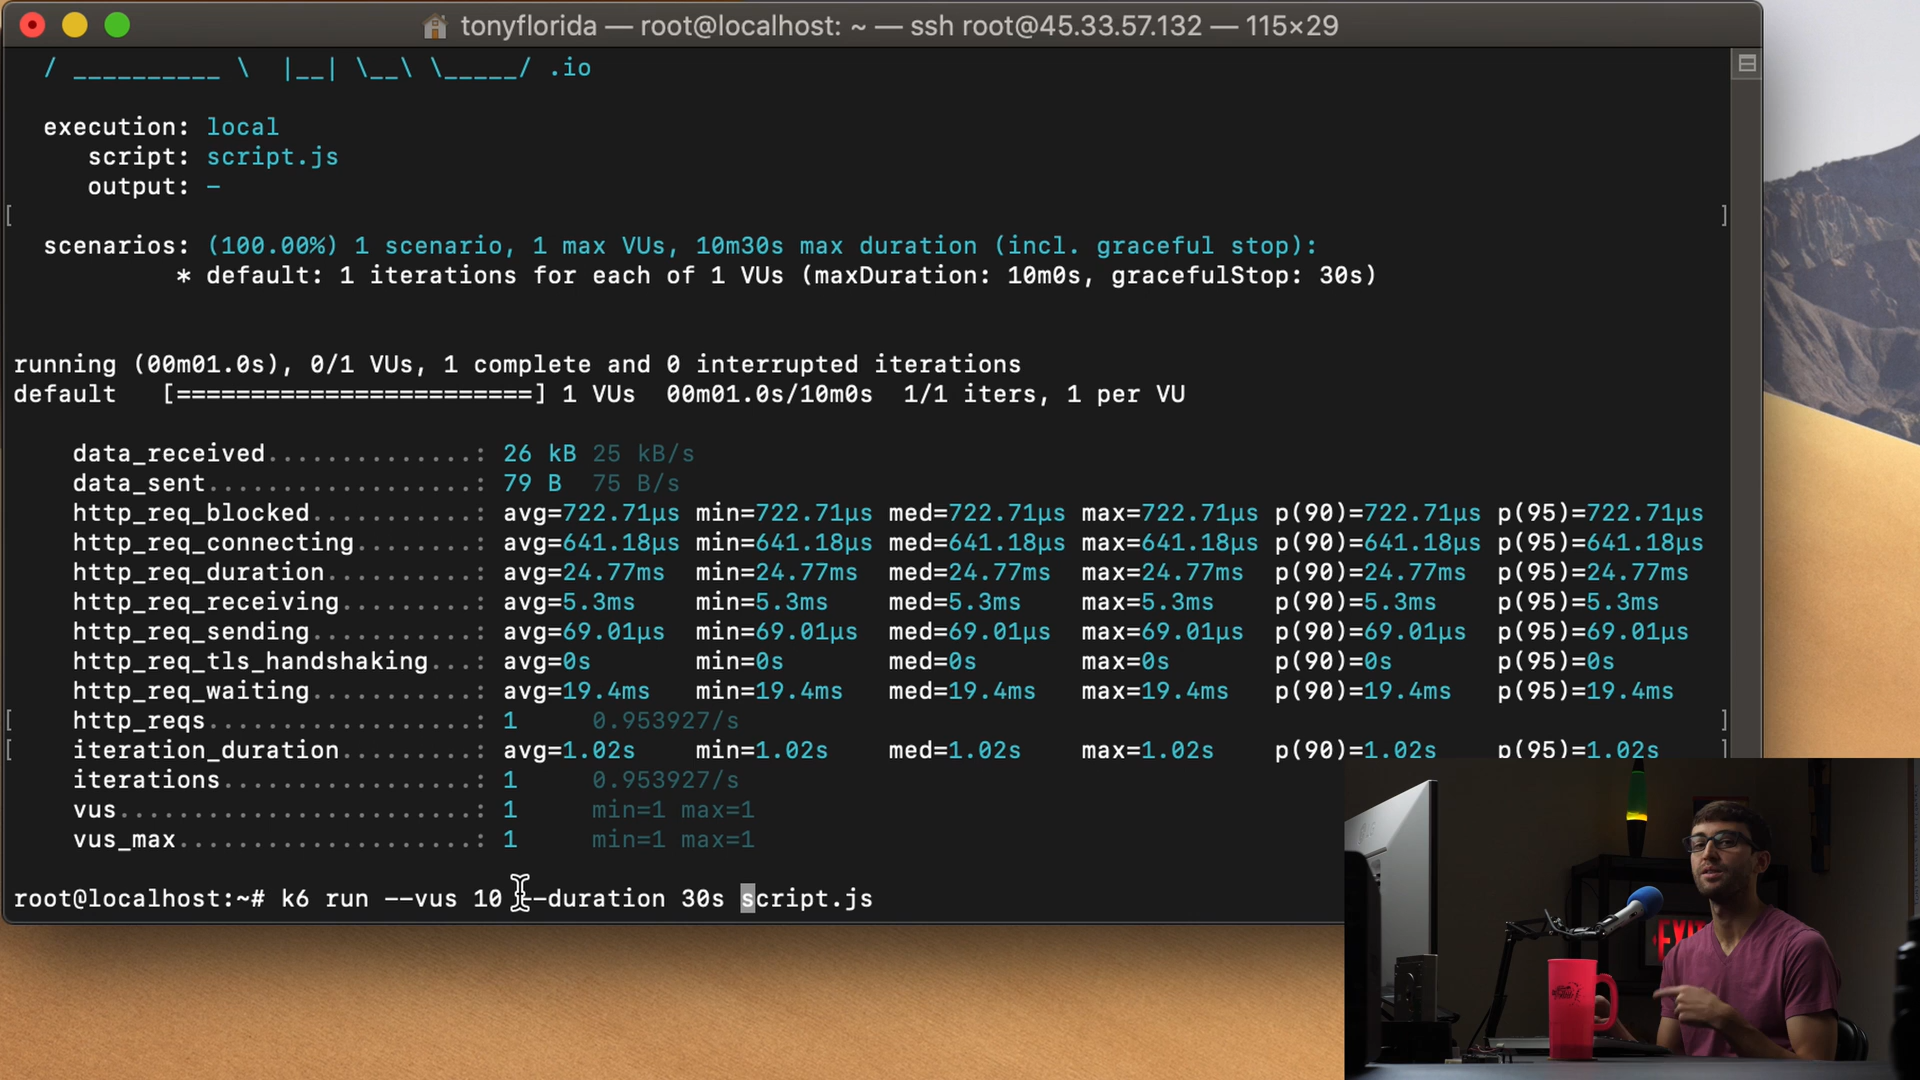 tonyflorida — root@localhost: ~ — ssh root@45.33.57.132 — 115×29
/ __________ \  |__| \__\ \_____/ .io
execution: local
script: script.js
output: -
[ ]
scenarios: (100.00%) 1 scenario, 1 max VUs, 10m30s max duration (incl. graceful stop):
* default: 1 iterations for each of 1 VUs (maxDuration: 10m0s, gracefulStop: 30s)
running (00m01.0s), 0/1 VUs, 1 complete and 0 interrupted iterations
default   [========================] 1 VUs  00m01.0s/10m0s  1/1 iters, 1 per VU
data_received..............: 26 kB 25 kB/s
data_sent..................: 79 B  75 B/s
http_req_blocked...........: avg=722.71µs min=722.71µs med=722.71µs max=722.71µs p(90)=722.71µs p(95)=722.71µs
http_req_connecting........: avg=641.18µs min=641.18µs med=641.18µs max=641.18µs p(90)=641.18µs p(95)=641.18µs
http_req_duration..........: avg=24.77ms  min=24.77ms  med=24.77ms  max=24.77ms  p(90)=24.77ms  p(95)=24.77ms
http_req_receiving.........: avg=5.3ms    min=5.3ms    med=5.3ms    max=5.3ms    p(90)=5.3ms    p(95)=5.3ms
http_req_sending...........: avg=69.01µs  min=69.01µs  med=69.01µs  max=69.01µs  p(90)=69.01µs  p(95)=69.01µs
http_req_tls_handshaking...: avg=0s       min=0s       med=0s       max=0s       p(90)=0s       p(95)=0s
http_req_waiting...........: avg=19.4ms   min=19.4ms   med=19.4ms   max=19.4ms   p(90)=19.4ms   p(95)=19.4ms
[ http_reqs..................: 1     0.953927/s ]
[ iteration_duration.........: avg=1.02s    min=1.02s    med=1.02s    max=1.02s    p(90)=1.02s    p(95)=1.02s ]
iterations.................: 1     0.953927/s
vus........................: 1     min=1 max=1
vus_max....................: 1     min=1 max=1
root@localhost:~# k6 run --vus 10 --duration 30s script.js